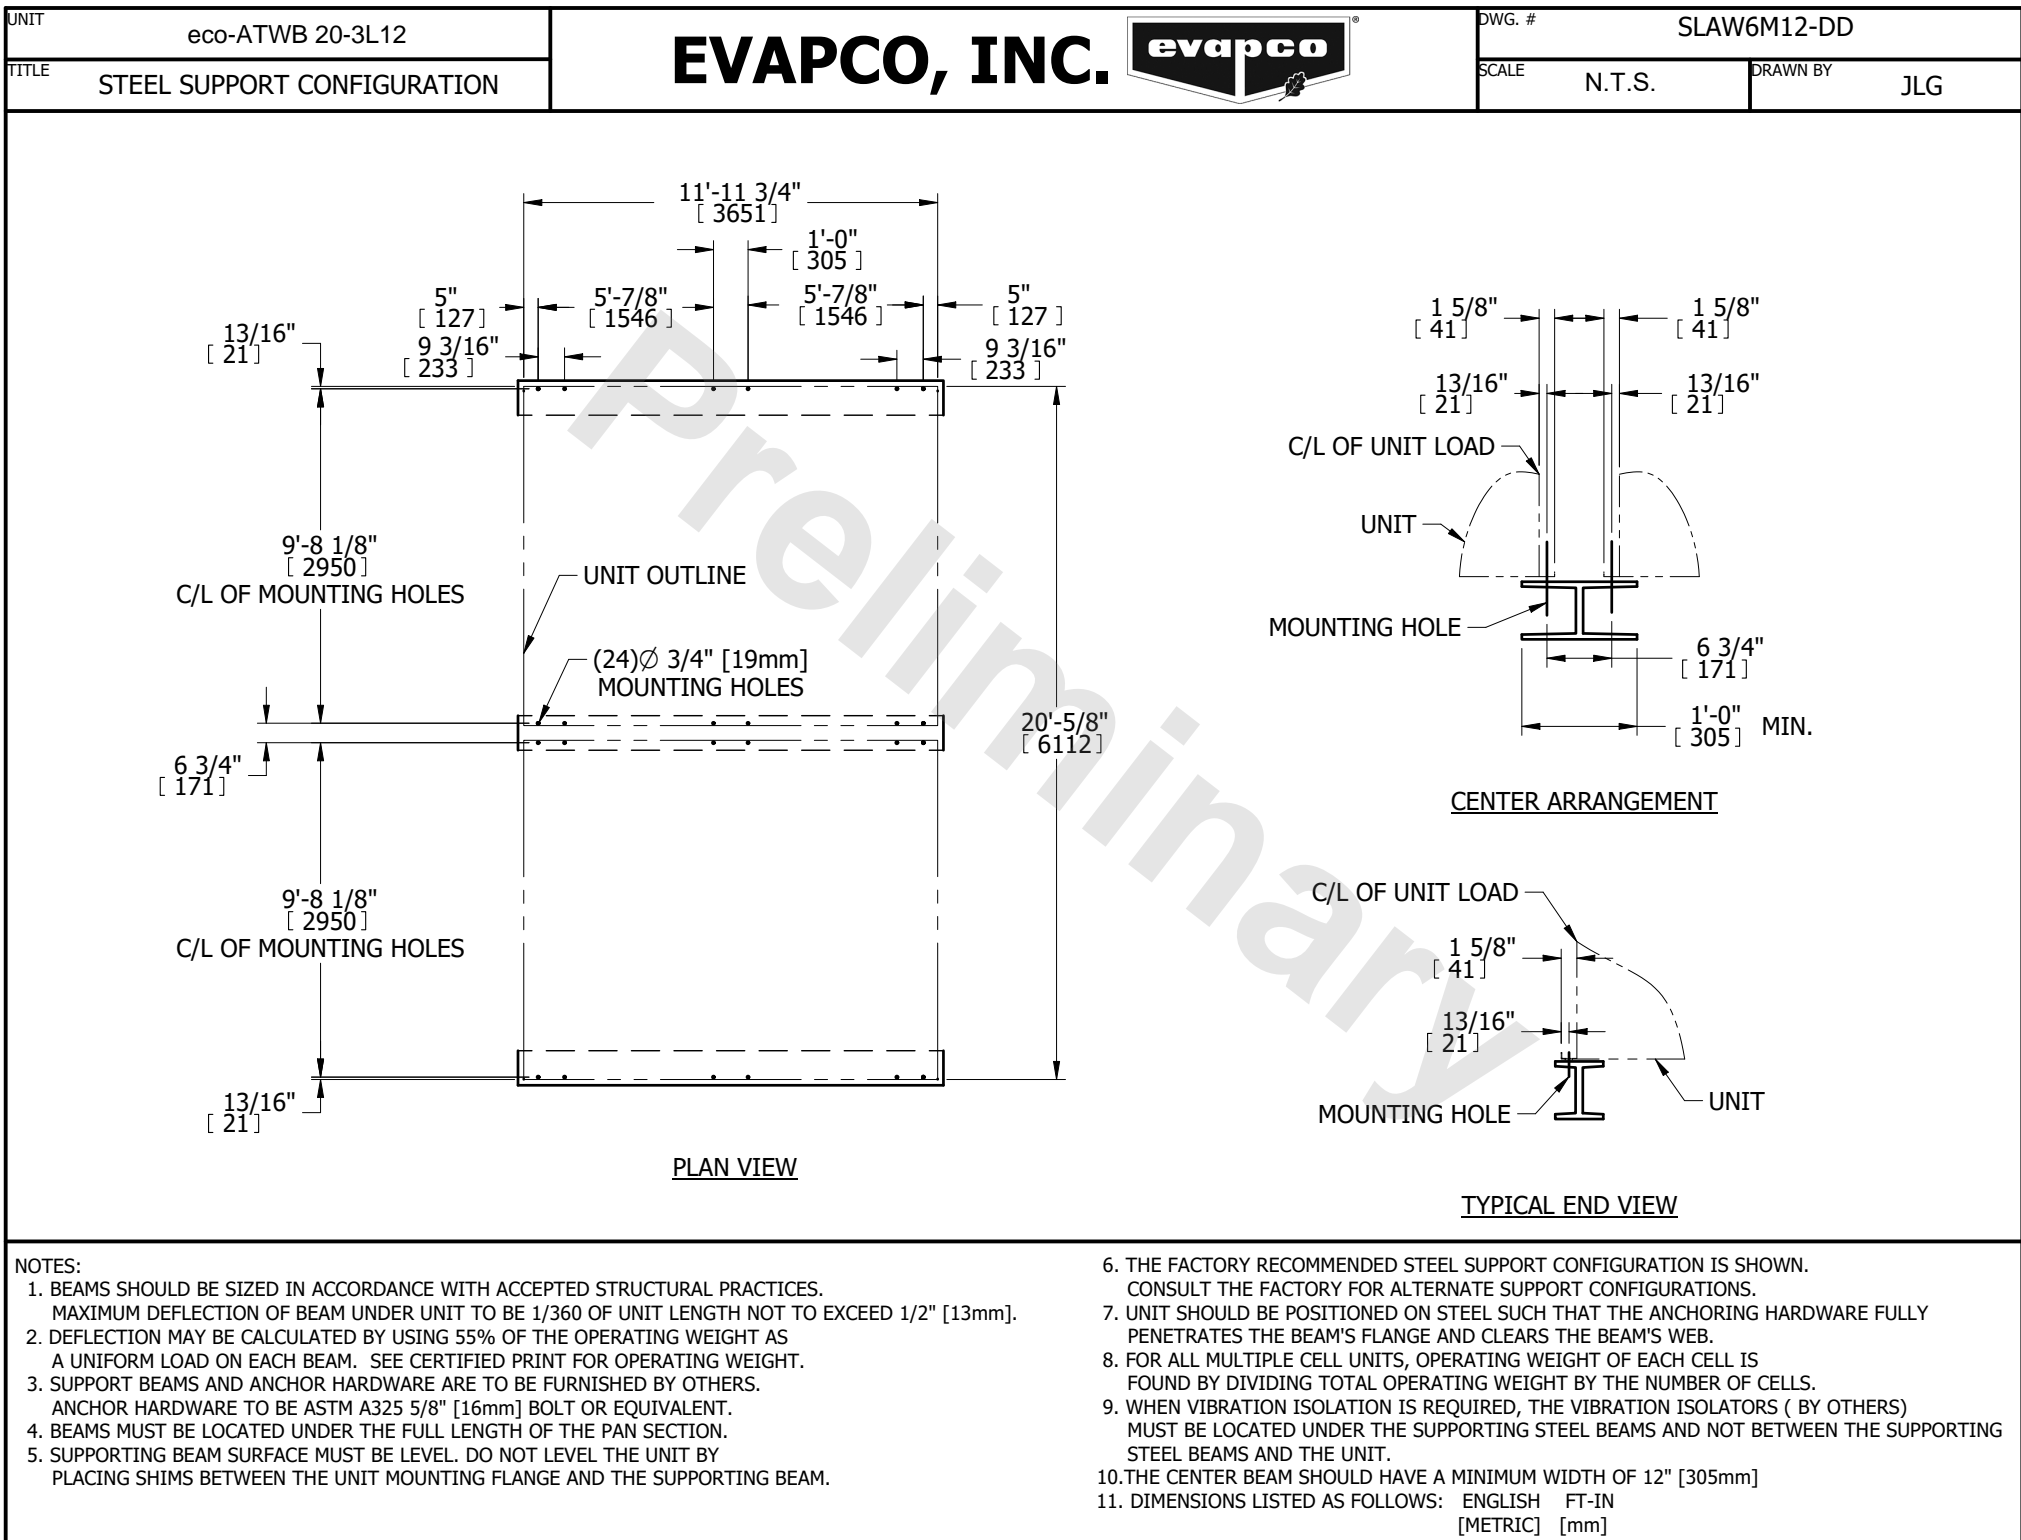 UNIT
eco-ATWB 20-3L12
TITLE
STEEL SUPPORT CONFIGURATION
EVAPCO, INC.
evapco
®
DWG. #
SLAW6M12-DD
SCALE
N.T.S.
DRAWN BY
JLG
11'-11 3/4"
[ 3651 ]
1'-0"
[ 305 ]
5"
[ 127 ]
5'-7/8"
[ 1546 ]
5'-7/8"
[ 1546 ]
5"
[ 127 ]
13/16"
[ 21 ]
9 3/16"
[ 233 ]
9 3/16"
[ 233 ]
9'-8 1/8"
[ 2950 ]
C/L OF MOUNTING HOLES
UNIT OUTLINE
(24)Ø 3/4" [19mm]
MOUNTING HOLES
6 3/4"
[ 171 ]
20'-5/8"
[ 6112 ]
9'-8 1/8"
[ 2950 ]
C/L OF MOUNTING HOLES
13/16"
[ 21 ]
PLAN VIEW
Preliminary
1 5/8"
[ 41 ]
1 5/8"
[ 41 ]
13/16"
[ 21 ]
13/16"
[ 21 ]
C/L OF UNIT LOAD
UNIT
MOUNTING HOLE
6 3/4"
[ 171 ]
1'-0"
[ 305 ]
MIN.
CENTER ARRANGEMENT
C/L OF UNIT LOAD
1 5/8"
[ 41 ]
13/16"
[ 21 ]
MOUNTING HOLE
UNIT
TYPICAL END VIEW
NOTES:
1. BEAMS SHOULD BE SIZED IN ACCORDANCE WITH ACCEPTED STRUCTURAL PRACTICES.
MAXIMUM DEFLECTION OF BEAM UNDER UNIT TO BE 1/360 OF UNIT LENGTH NOT TO EXCEED 1/2" [13mm].
2. DEFLECTION MAY BE CALCULATED BY USING 55% OF THE OPERATING WEIGHT AS
A UNIFORM LOAD ON EACH BEAM. SEE CERTIFIED PRINT FOR OPERATING WEIGHT.
3. SUPPORT BEAMS AND ANCHOR HARDWARE ARE TO BE FURNISHED BY OTHERS.
ANCHOR HARDWARE TO BE ASTM A325 5/8" [16mm] BOLT OR EQUIVALENT.
4. BEAMS MUST BE LOCATED UNDER THE FULL LENGTH OF THE PAN SECTION.
5. SUPPORTING BEAM SURFACE MUST BE LEVEL. DO NOT LEVEL THE UNIT BY
PLACING SHIMS BETWEEN THE UNIT MOUNTING FLANGE AND THE SUPPORTING BEAM.
6. THE FACTORY RECOMMENDED STEEL SUPPORT CONFIGURATION IS SHOWN.
CONSULT THE FACTORY FOR ALTERNATE SUPPORT CONFIGURATIONS.
7. UNIT SHOULD BE POSITIONED ON STEEL SUCH THAT THE ANCHORING HARDWARE FULLY
PENETRATES THE BEAM'S FLANGE AND CLEARS THE BEAM'S WEB.
8. FOR ALL MULTIPLE CELL UNITS, OPERATING WEIGHT OF EACH CELL IS
FOUND BY DIVIDING TOTAL OPERATING WEIGHT BY THE NUMBER OF CELLS.
9. WHEN VIBRATION ISOLATION IS REQUIRED, THE VIBRATION ISOLATORS ( BY OTHERS)
MUST BE LOCATED UNDER THE SUPPORTING STEEL BEAMS AND NOT BETWEEN THE SUPPORTING
STEEL BEAMS AND THE UNIT.
10.THE CENTER BEAM SHOULD HAVE A MINIMUM WIDTH OF 12" [305mm]
11. DIMENSIONS LISTED AS FOLLOWS: ENGLISH FT-IN
[METRIC] [mm]